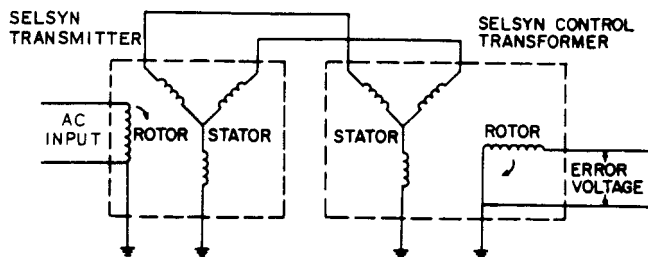 SELSYN
TRANSMITTER
SELSYN CONTROL
TRANSFORMER
AC
INPUT
ROTOR
STATOR
STATOR
ROTOR
ERROR
VOLTAGE